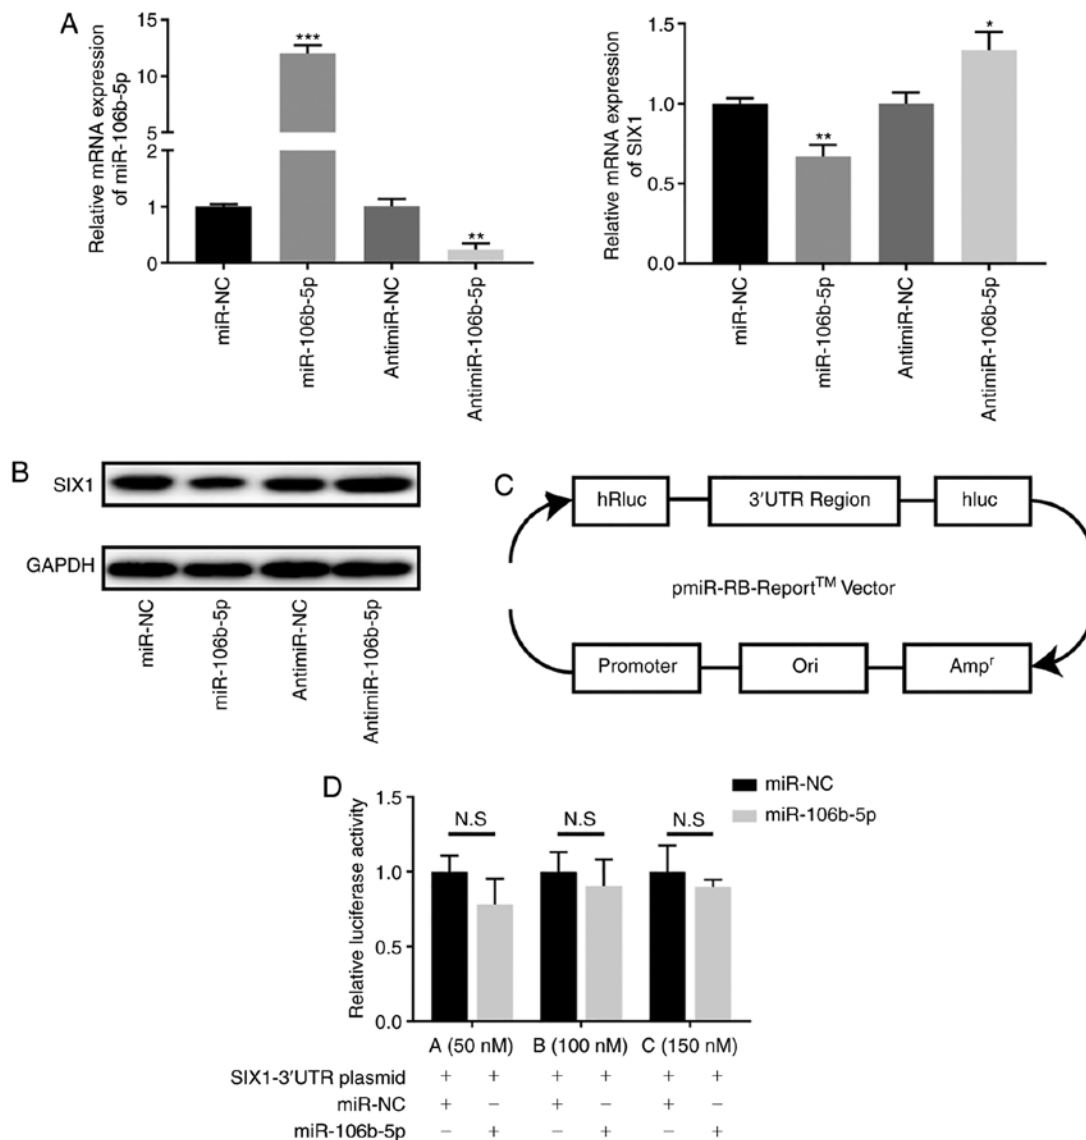 A
Relative mRNA expression
of miR-106b-5p
15
10
5
2
1
0
***
**
miR-NC
miR-106b-5p
AntimiR-NC
AntimiR-106b-5p
Relative mRNA expression
of SIX1
1.5
1.0
0.5
0.0
**
*
miR-NC
miR-106b-5p
AntimiR-NC
AntimiR-106b-5p
B
SIX1
GAPDH
miR-NC
miR-106b-5p
AntimiR-NC
AntimiR-106b-5p
C
hRluc 3′UTR Region hluc
pmiR-RB-Report™ Vector
Promoter Ori Ampʳ
D
miR-NC
miR-106b-5p
Relative luciferase activity
1.5
1.0
0.5
0.0
N.S N.S N.S
A (50 nM) B (100 nM) C (150 nM)
SIX1-3′UTR plasmid + + + + + +
miR-NC + − + − + −
miR-106b-5p − + − + − +